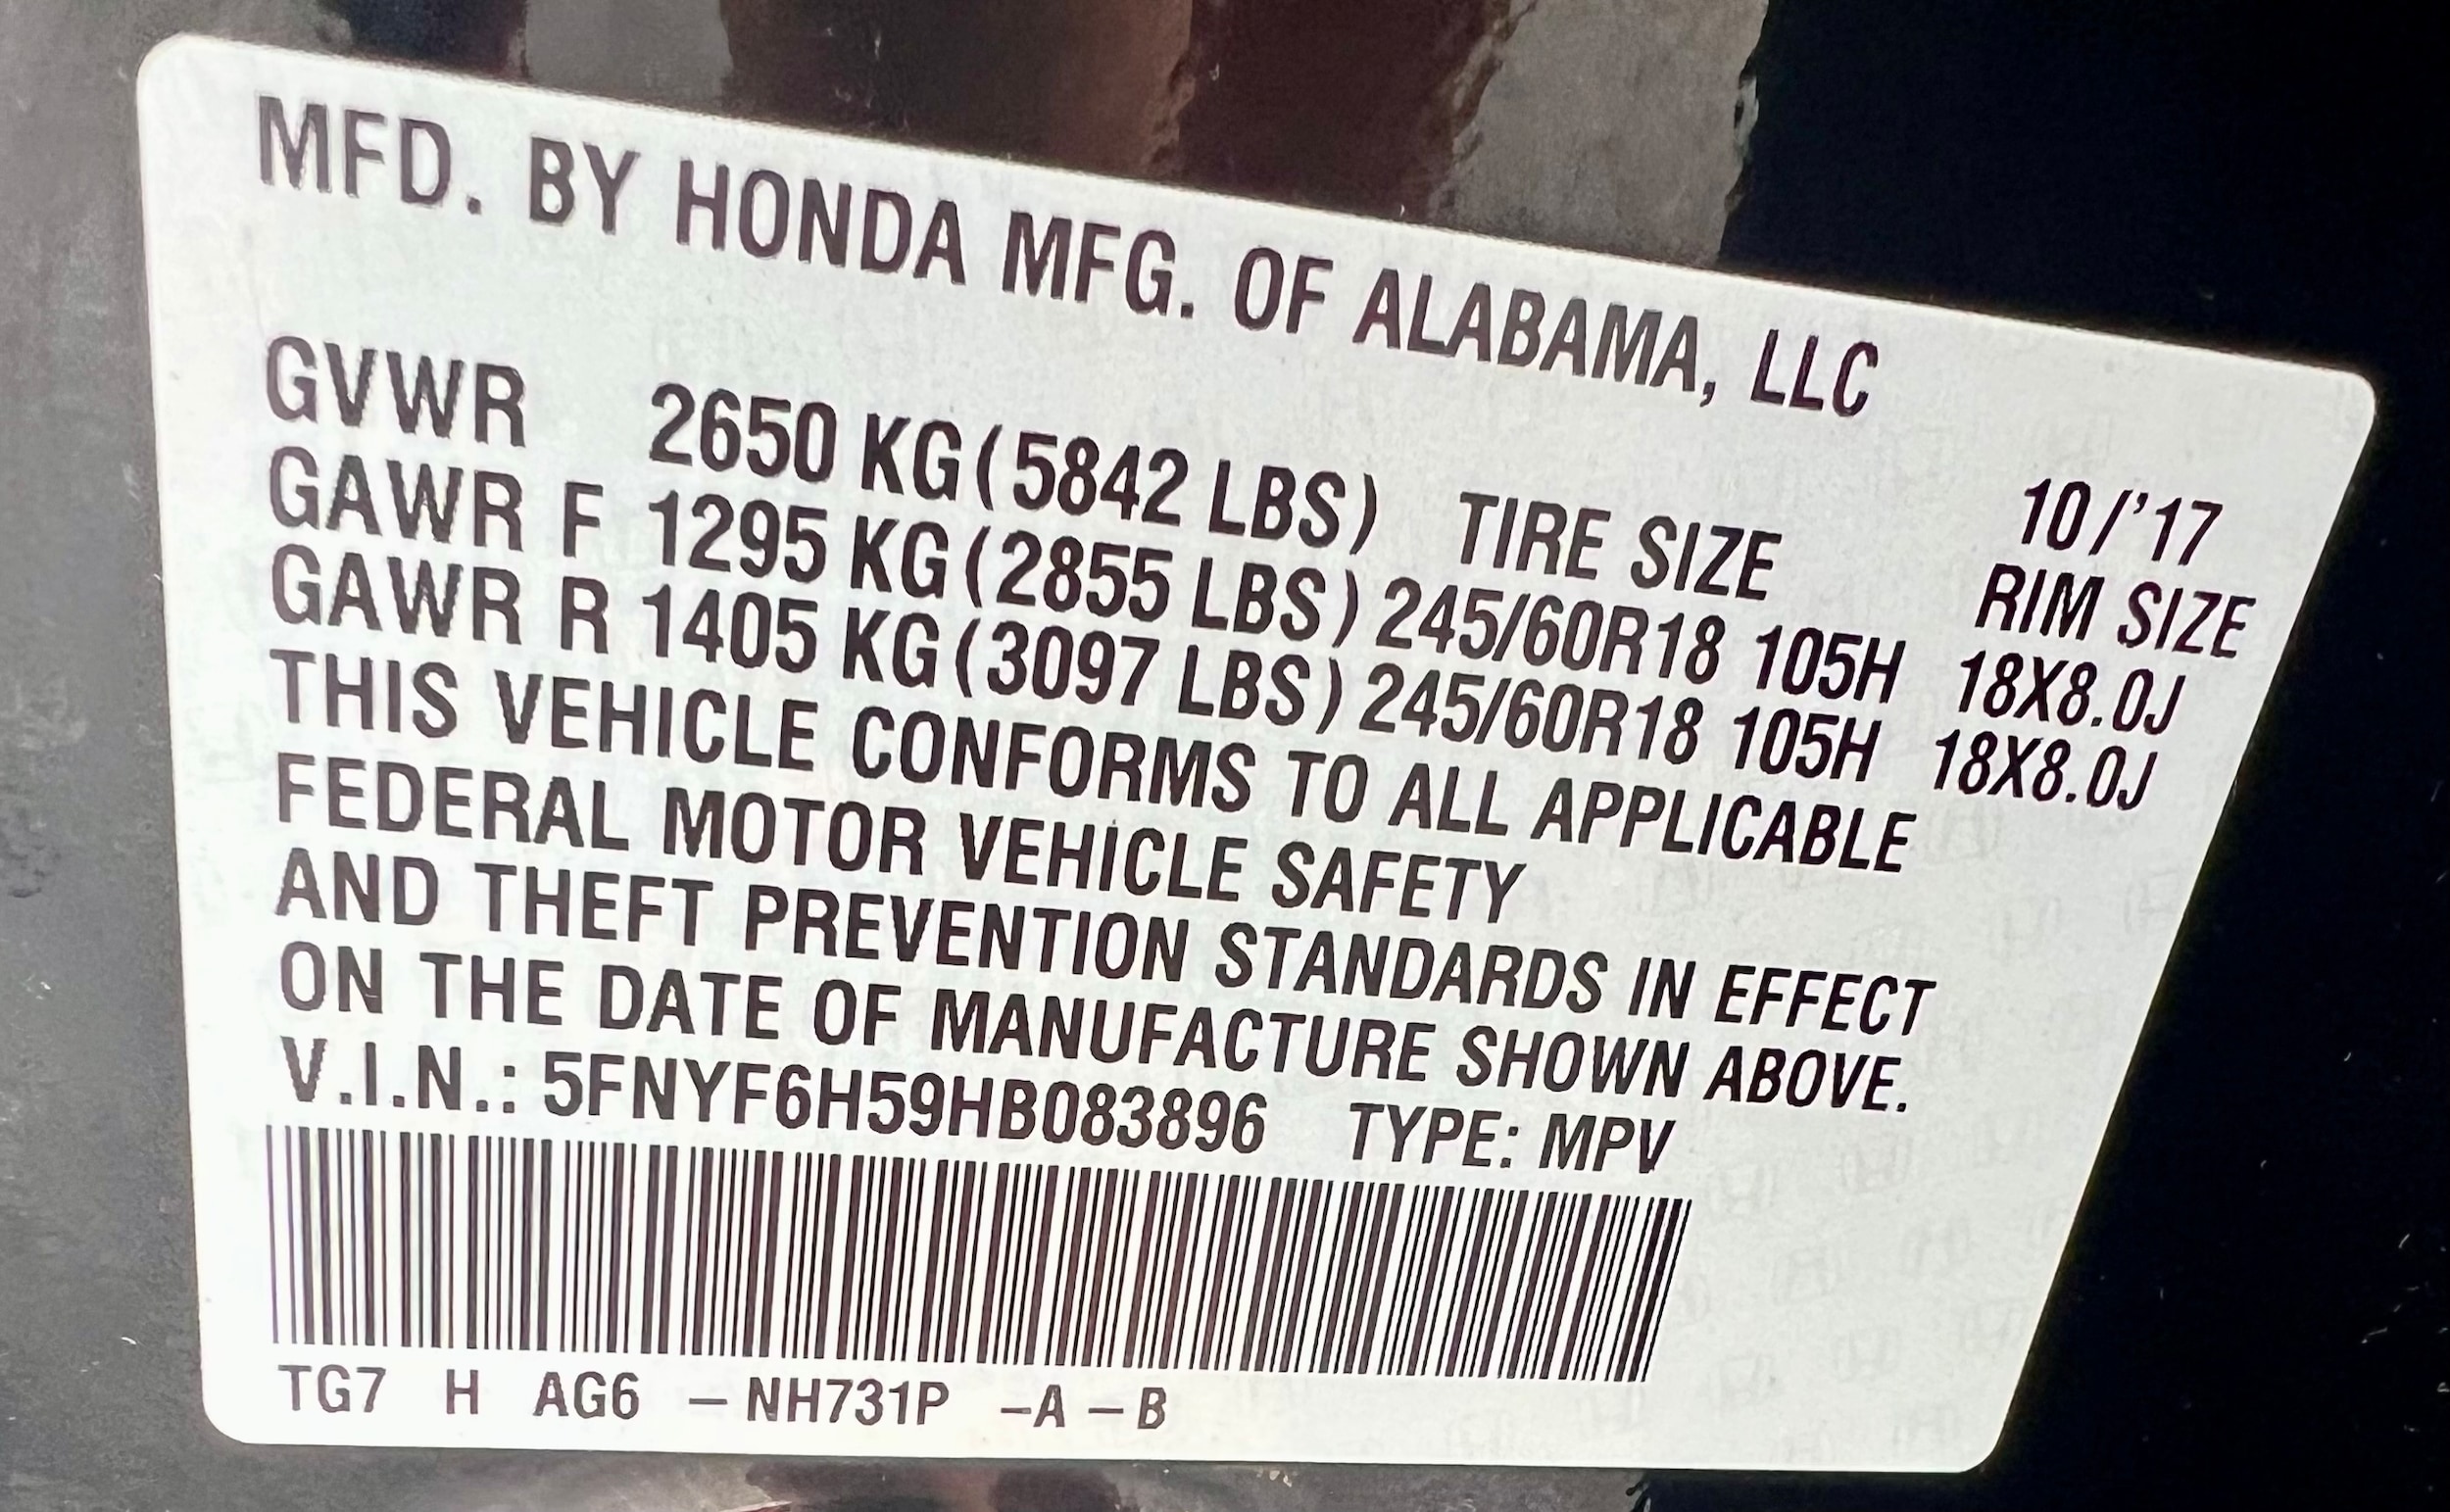 MFD. BY HONDA MFG. OF ALABAMA, LLC
10/'17
GVWR 2650 KG(5842 LBS) TIRE SIZE RIM SIZE
GAWR F 1295 KG(2855 LBS) 245/60R18 105H 18X8.0J
GAWR R 1405 KG(3097 LBS) 245/60R18 105H 18X8.0J
THIS VEHICLE CONFORMS TO ALL APPLICABLE
FEDERAL MOTOR VEHICLE SAFETY
AND THEFT PREVENTION STANDARDS IN EFFECT
ON THE DATE OF MANUFACTURE SHOWN ABOVE.
V.I.N.: 5FNYF6H59HB083896 TYPE: MPV
TG7 H AG6 – NH731P –A – B